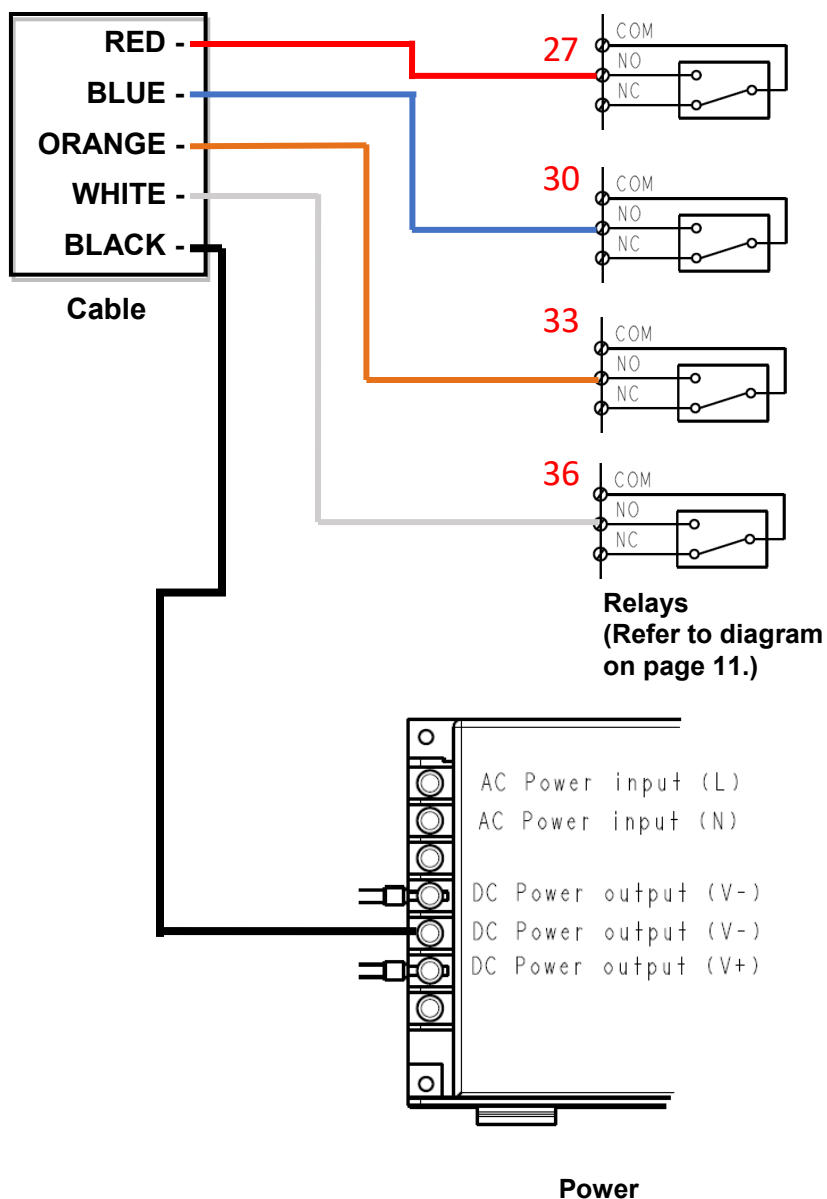 RED -
BLUE -
ORANGE -
WHITE -
BLACK -
Cable
27
COM
NO
NC
30
COM
NO
NC
33
COM
NO
NC
36
COM
NO
NC
Relays
(Refer to diagram
on page 11.)
AC Power input (L)
AC Power input (N)
DC Power output (V-)
DC Power output (V-)
DC Power output (V+)
Power